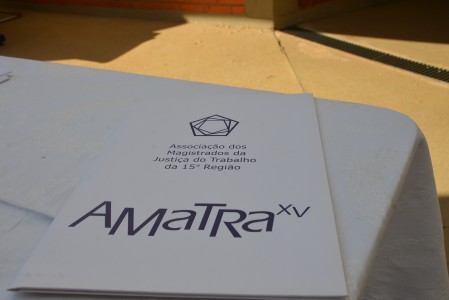 Associação dos
Magistrados da
Justiça do Trabalho
da 15ª Região
AMATRA XV